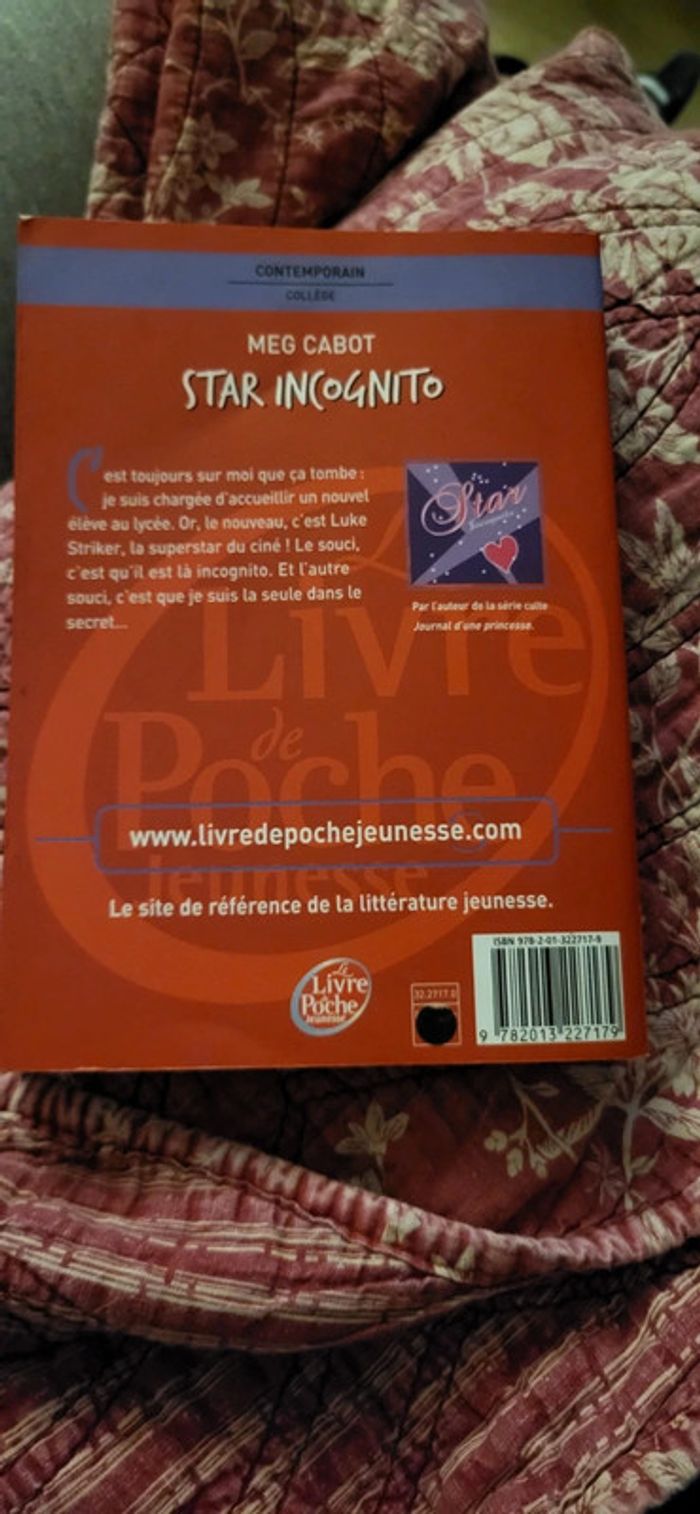 CONTEMPORAIN
COLLÈGE
MEG CABOT
STAR INCOGNITO
C'est toujours sur moi que ça tombe :
je suis chargée d'accueillir un nouvel
élève au lycée. Or, le nouveau, c'est Luke
Striker, la superstar du ciné ! Le souci,
c'est qu'il est là incognito. Et l'autre
souci, c'est que je suis la seule dans le
secret...
Star
Incognito
Par l'auteur de la série culte
Journal d'une princesse.
Livre
de
Poche
Jeunesse
www.livredepochejeunesse.com
Le site de référence de la littérature jeunesse.
Le
Livre
de
Poche
Jeunesse
32.2717.0
ISBN 978-2-01-322717-9
9 782013 227179